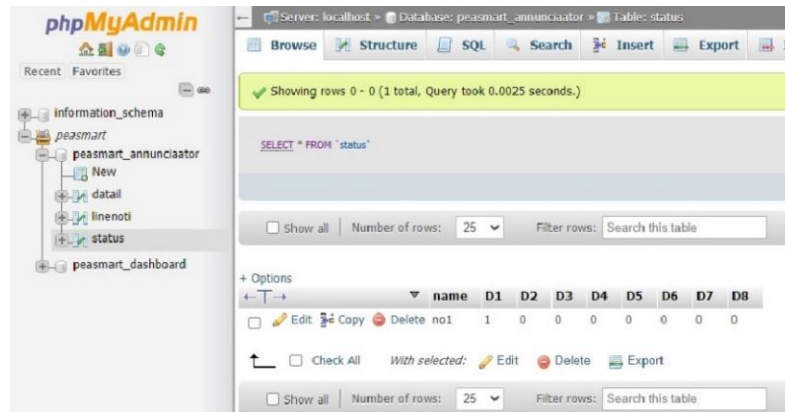 phpMyAdmin
Recent Favorites
information_schema
peasmart
peasmart_annunciaator
New
datail
linenoti
status
peasmart_dashboard
Server: localhost » Database: peasmart_annunciaator » Table: status
Browse Structure SQL Search Insert Export
Showing rows 0 - 0 (1 total, Query took 0.0025 seconds.)
SELECT * FROM `status`
Show all Number of rows: 25 Filter rows: Search this table
+ Options
←T→ ▼ name D1 D2 D3 D4 D5 D6 D7 D8
Edit Copy Delete no1 1 0 0 0 0 0 0 0
Check All With selected: Edit Delete Export
Show all Number of rows: 25 Filter rows: Search this table